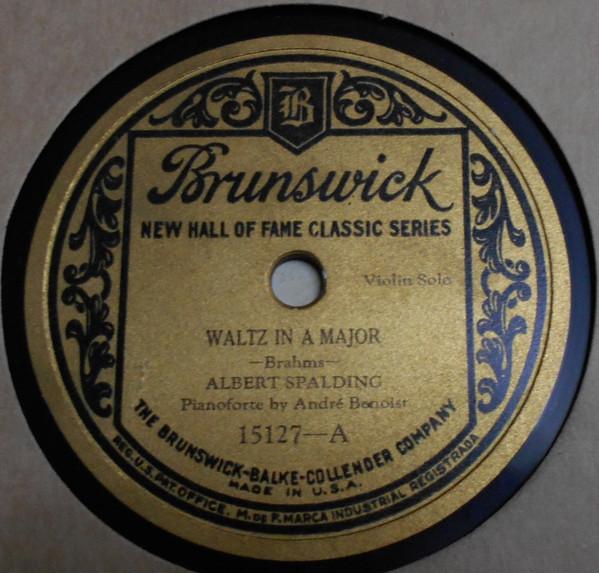 B
Brunswick
NEW HALL OF FAME CLASSIC SERIES
Violin Solo
WALTZ IN A MAJOR
—Brahms—
ALBERT SPALDING
Pianoforte by André Benoist
15127—A
THE BRUNSWICK-BALKE-COLLENDER COMPANY
MADE IN U.S.A.
REG. U.S. PAT. OFFICE. M. DE F. MARCA INDUSTRIAL REGISTRADA